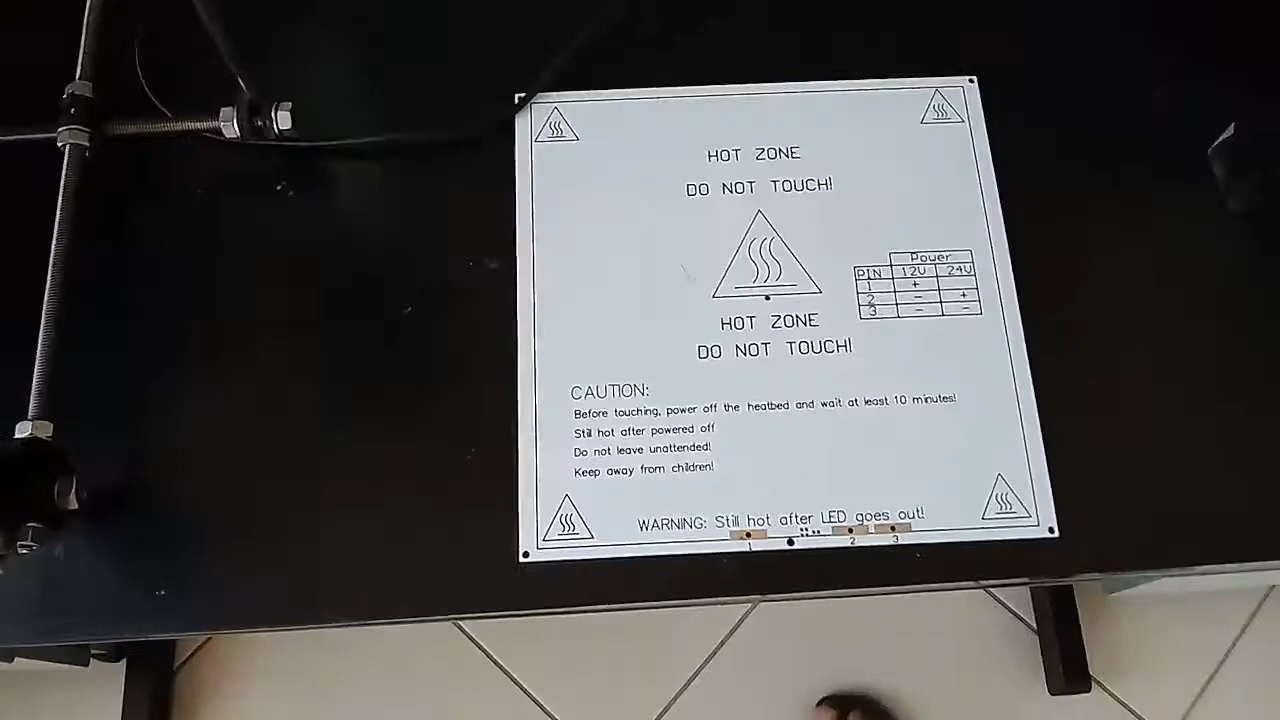 HOT ZONE
DO NOT TOUCH!
Power
PIN 12V 24V
1 +
2 - +
3 - -
HOT ZONE
DO NOT TOUCH!
CAUTION:
Before touching, power off the heatbed and wait at least 10 minutes!
Still hot after powered off
Do not leave unattended!
Keep away from children!
WARNING: Still hot after LED goes out!
1 2 3